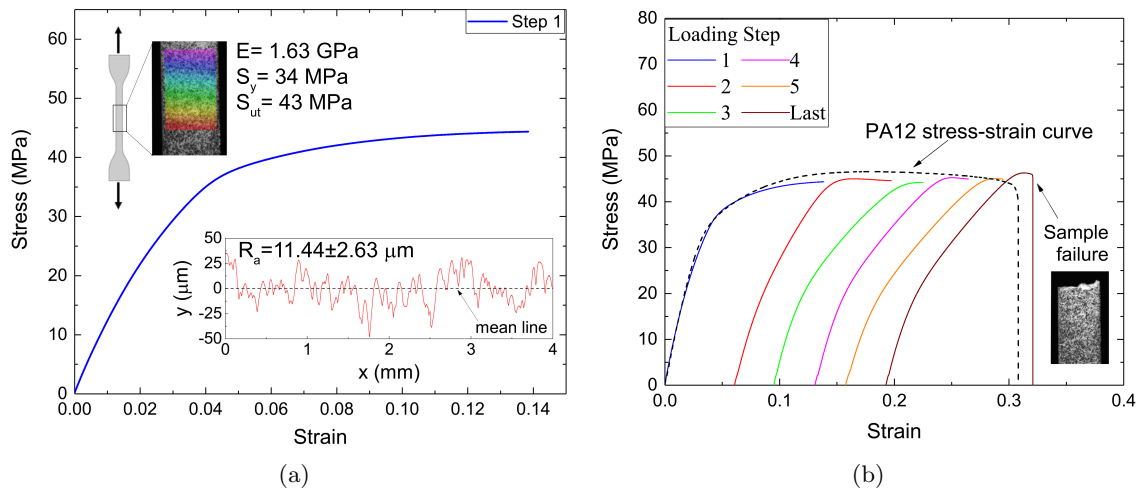 Step 1
E= 1.63 GPa
S_y= 34 MPa
S_ut= 43 MPa
R_a=11.44±2.63 μm
y (μm)
50
25
0
-25
-50
mean line
0 1 2 3 4
x (mm)
Stress (MPa)
60
50
40
30
20
10
0
0.00 0.02 0.04 0.06 0.08 0.10 0.12 0.14
Strain
(a)
Loading Step
1 4
2 5
3 Last
PA12 stress-strain curve
Sample
failure
Stress (MPa)
80
70
60
50
40
30
20
10
0
0.0 0.1 0.2 0.3 0.4
Strain
(b)